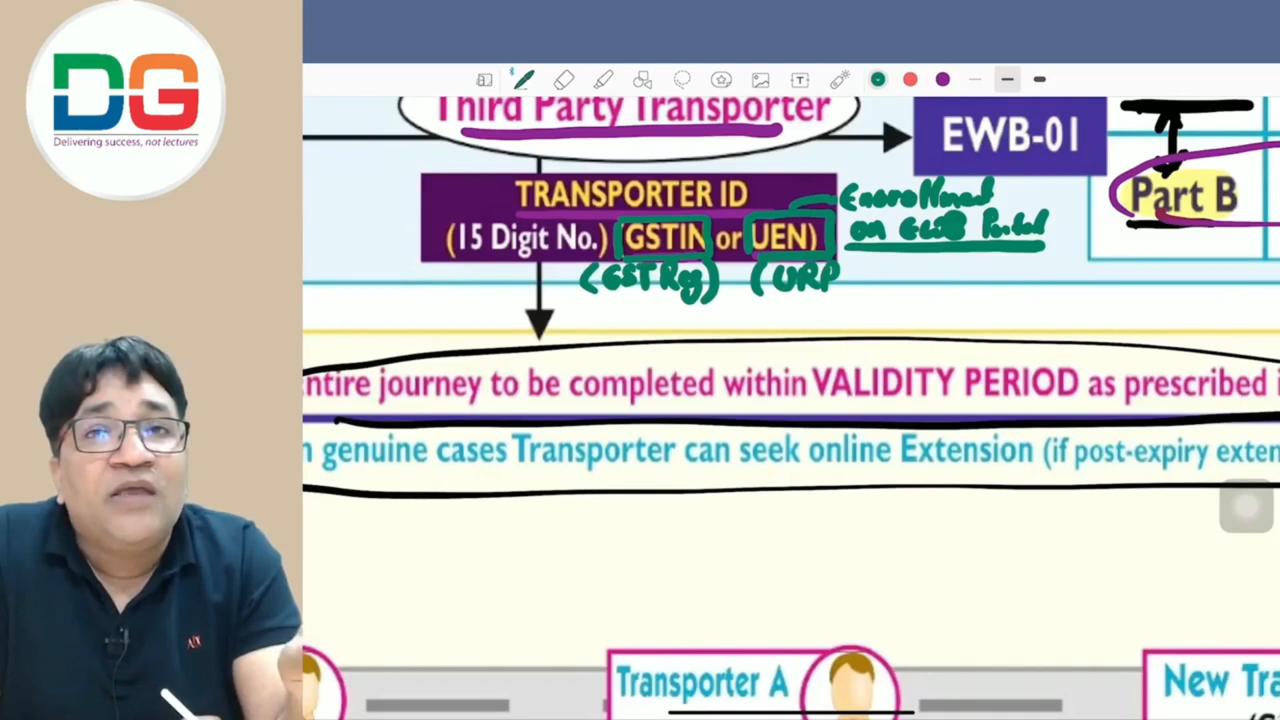 DG
Delivering success, not lectures
Third Party Transporter
EWB-01
TRANSPORTER ID
(15 Digit No.) (GSTIN or UEN)
Enrollment
on EWB Portal
Part B
(GST Reg) (URP
entire journey to be completed within VALIDITY PERIOD as prescribed i
n genuine cases Transporter can seek online Extension (if post-expiry exten
Transporter A
New Tra
AX